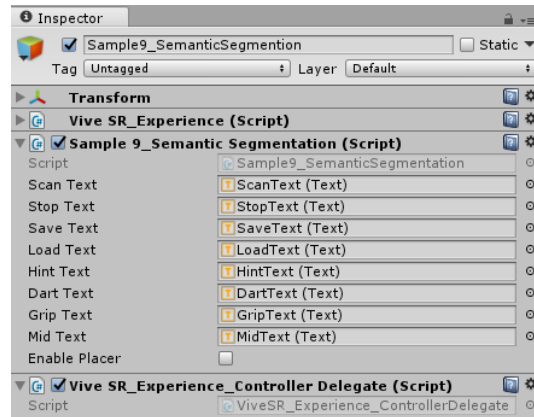 Inspector
Sample9_SemanticSegmention Static
Tag Untagged Layer Default
Transform
Vive SR_Experience (Script)
Sample 9_Semantic Segmentation (Script)
Script Sample9_SemanticSegmentation
Scan Text ScanText (Text)
Stop Text StopText (Text)
Save Text SaveText (Text)
Load Text LoadText (Text)
Hint Text HintText (Text)
Dart Text DartText (Text)
Grip Text GripText (Text)
Mid Text MidText (Text)
Enable Placer
Vive SR_Experience_Controller Delegate (Script)
Script ViveSR_Experience_ControllerDelegate